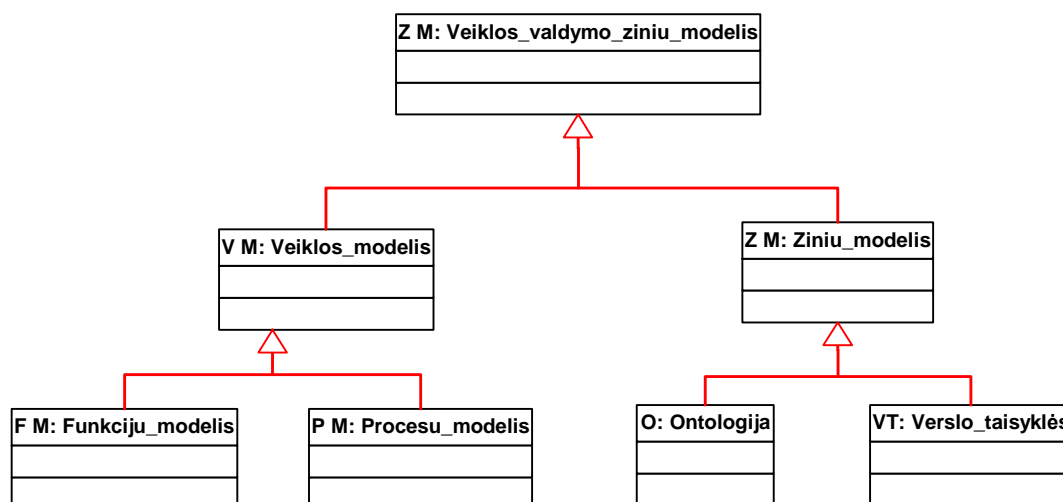 Z M: Veiklos_valdymo_ziniu_modelis
V M: Veiklos_modelis
Z M: Ziniu_modelis
F M: Funkciju_modelis
P M: Procesu_modelis
O: Ontologija
VT: Verslo_taisyklės